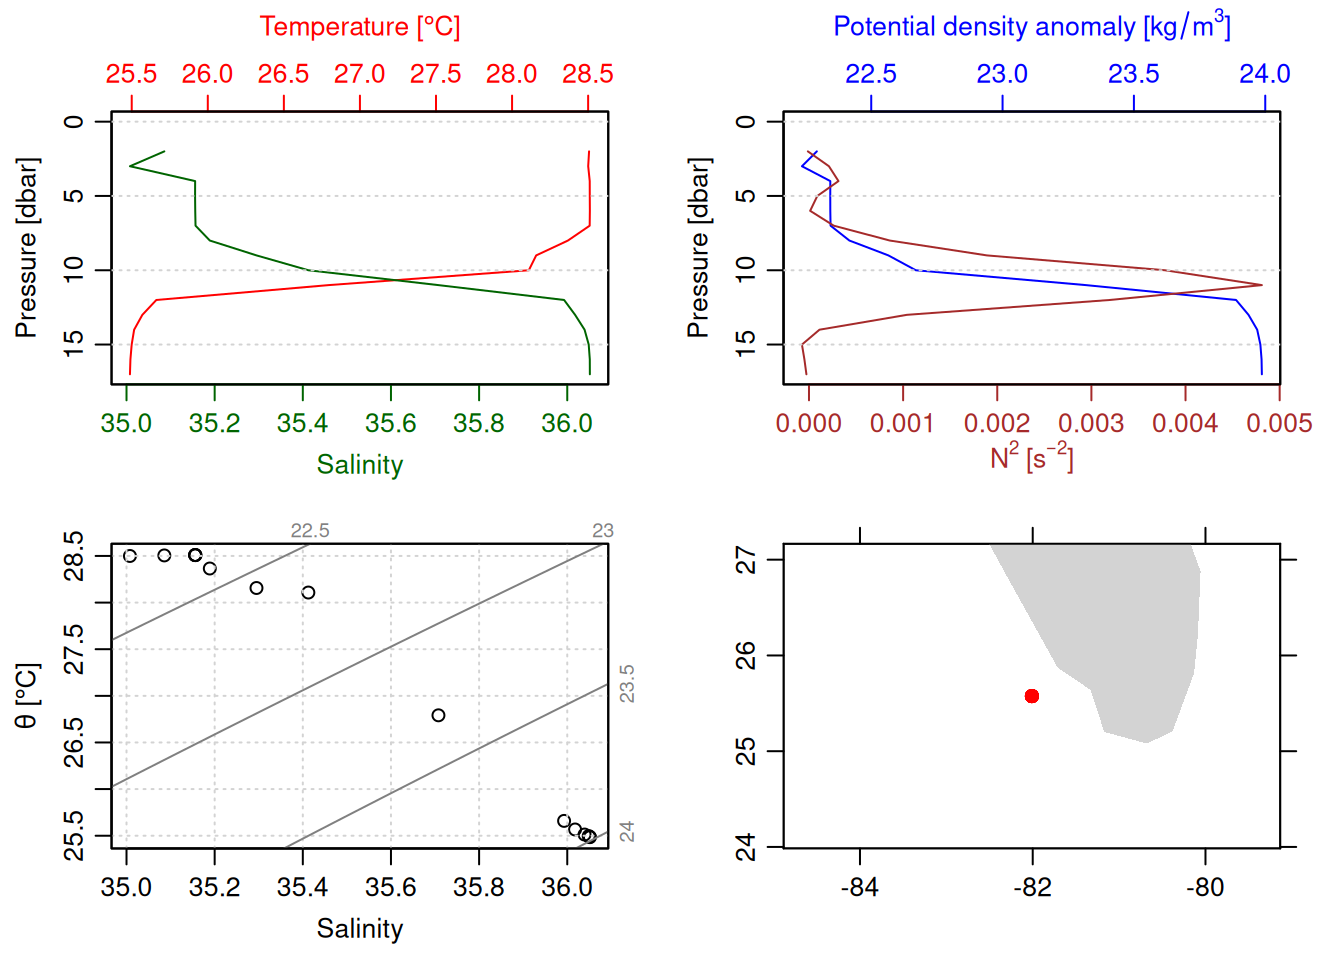 Temperature [°C]
25.5 26.0 26.5 27.0 27.5 28.0 28.5
Pressure [dbar]
0
5
10
15
35.0 35.2 35.4 35.6 35.8 36.0
Salinity
Potential density anomaly [kg/m³]
22.5 23.0 23.5 24.0
Pressure [dbar]
0
5
10
15
0.000 0.001 0.002 0.003 0.004 0.005
N² [s⁻²]
22.5 23
θ [°C]
28.5
27.5
26.5
25.5
23.5
24
35.0 35.2 35.4 35.6 35.8 36.0
Salinity
27
26
25
24
-84 -82 -80